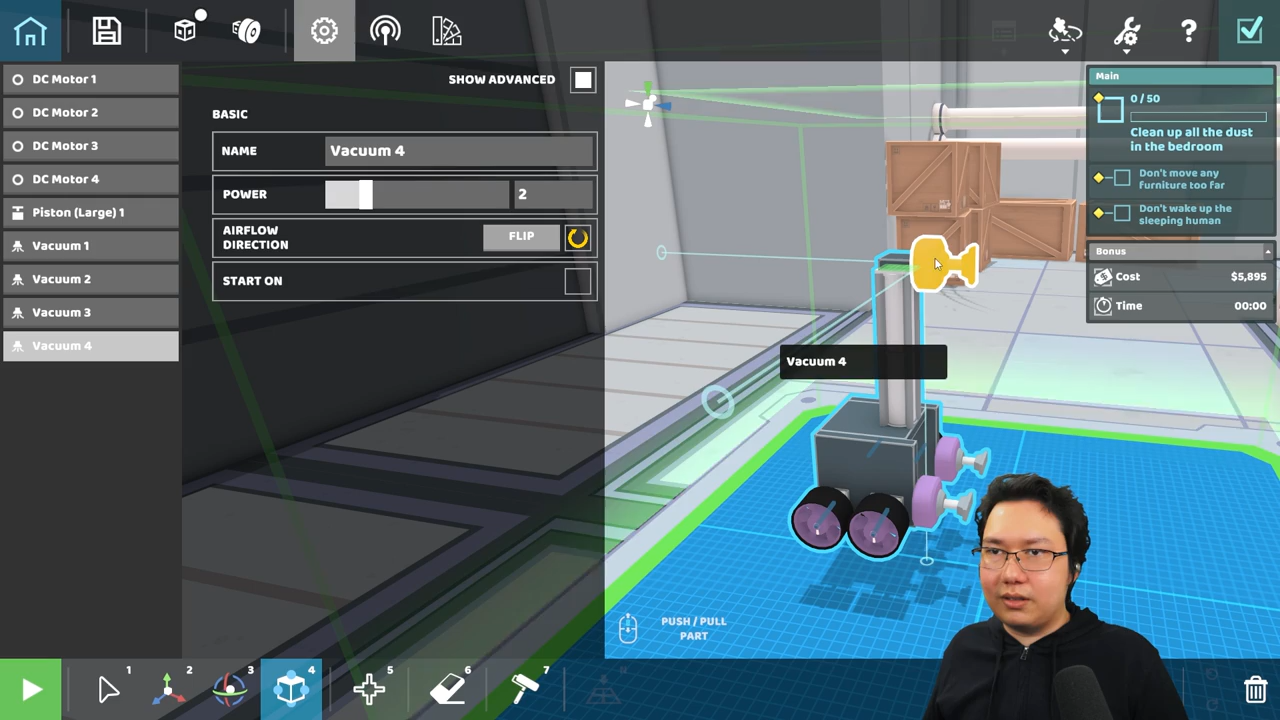 DC Motor 1
DC Motor 2
DC Motor 3
DC Motor 4
Piston (Large) 1
Vacuum 1
Vacuum 2
Vacuum 3
Vacuum 4
SHOW ADVANCED
BASIC
NAME
Vacuum 4
POWER
2
AIRFLOW
DIRECTION
FLIP
START ON
Vacuum 4
PUSH / PULL
PART
Main
0 / 50
Clean up all the dust
in the bedroom
Don't move any
furniture too far
Don't wake up the
sleeping human
Bonus
Cost
$5,895
Time
00:00
?
1
2
3
4
5
6
7